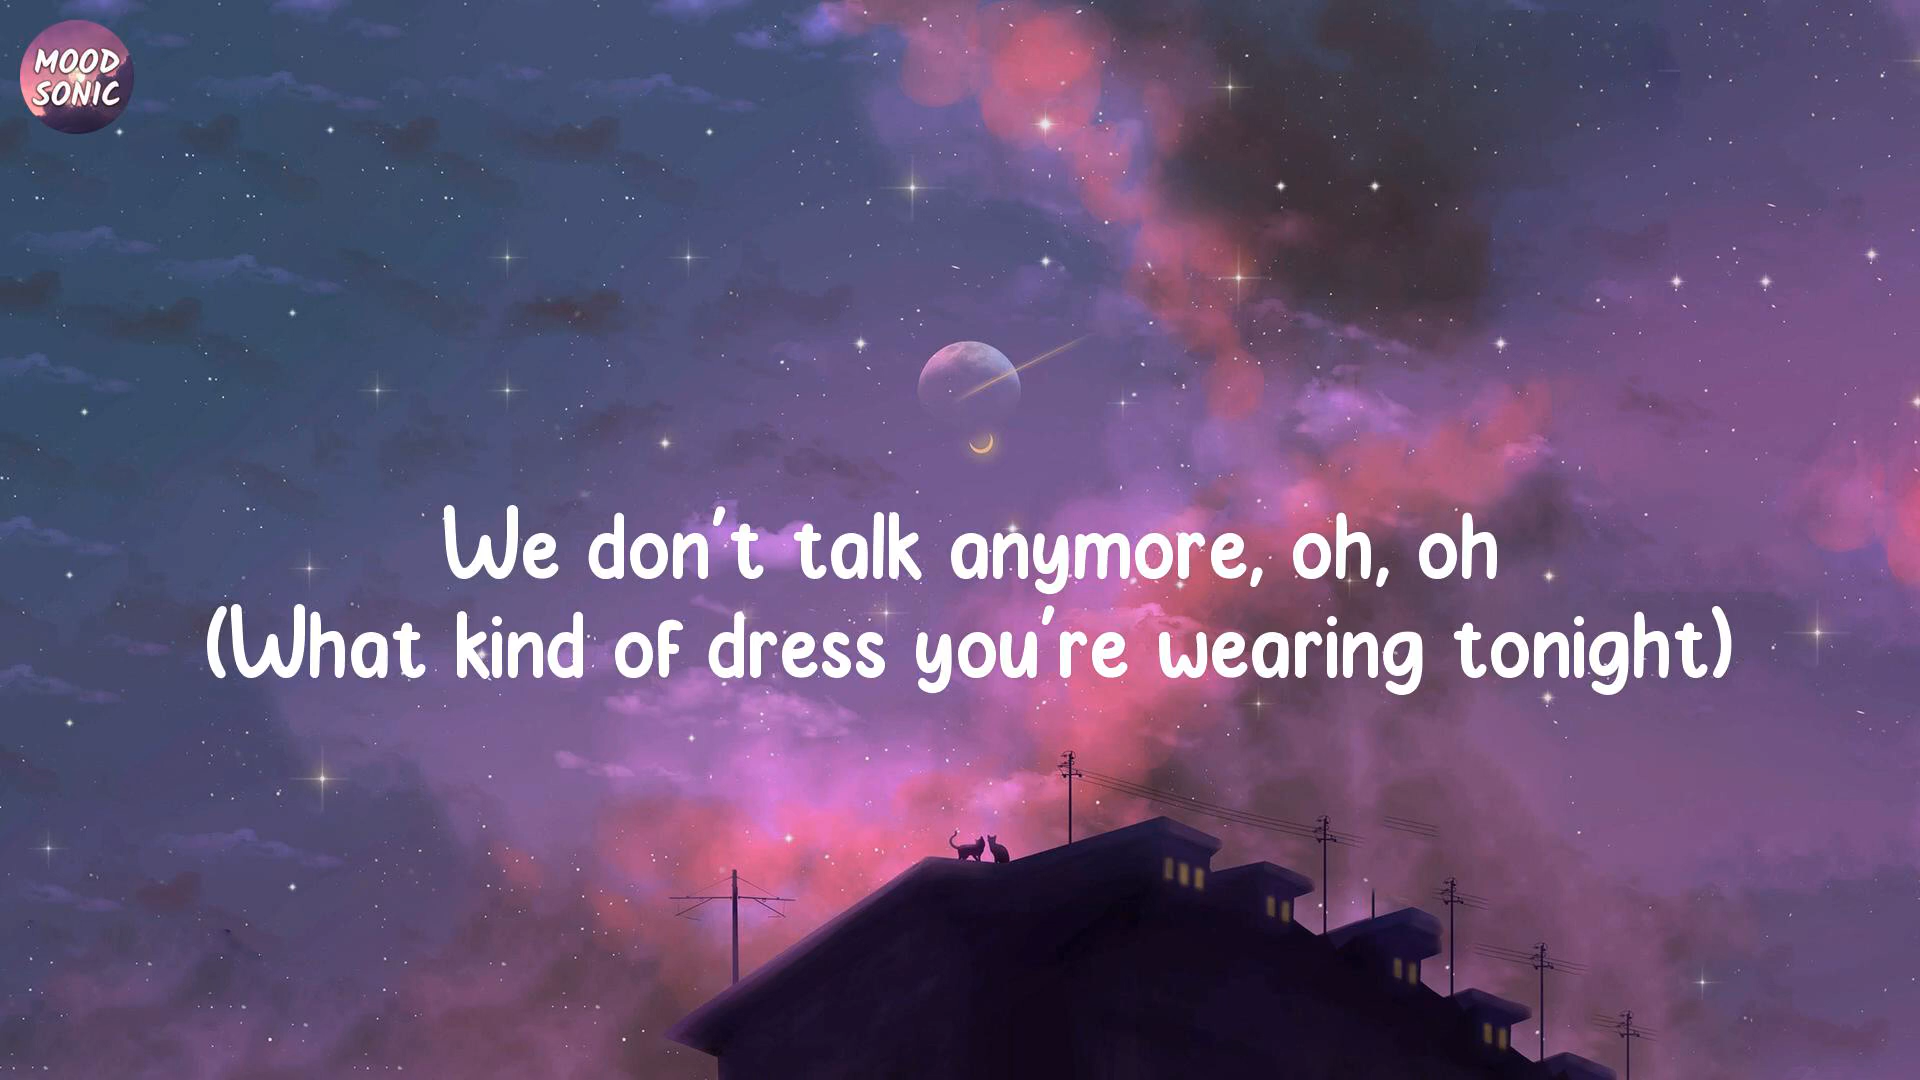 MOOD
SONIC
We don't talk anymore, oh, oh
(What kind of dress you're wearing tonight)